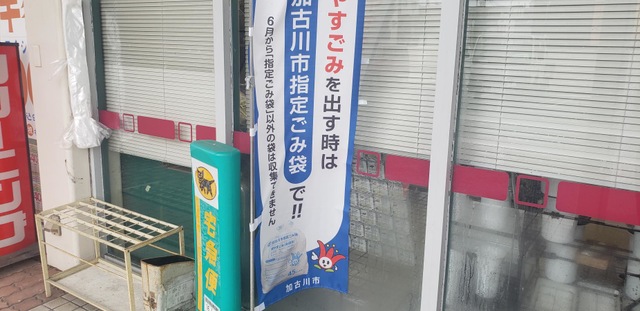 やすごみを出す時は
加古川市指定ごみ袋で!!
6月から「指定ごみ袋」以外の袋は収集できません
加古川市
宅急便